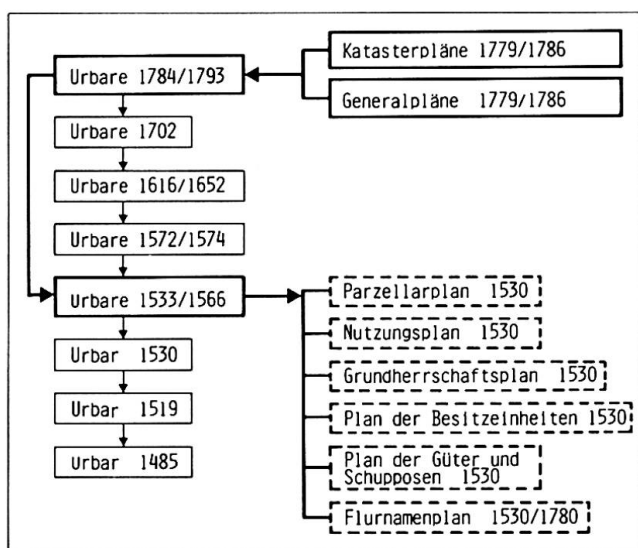 Katasterpläne 1779/1786
Urbare 1784/1793
Generalpläne 1779/1786
Urbare 1702
Urbare 1616/1652
Urbare 1572/1574
Urbare 1533/1566
Parzellarplan 1530
Nutzungsplan 1530
Urbar 1530
Grundherrschaftsplan 1530
Urbar 1519
Plan der Besitzeinheiten 1530
Urbar 1485
Plan der Güter und
Schupposen 1530
Flurnamenplan 1530/1780